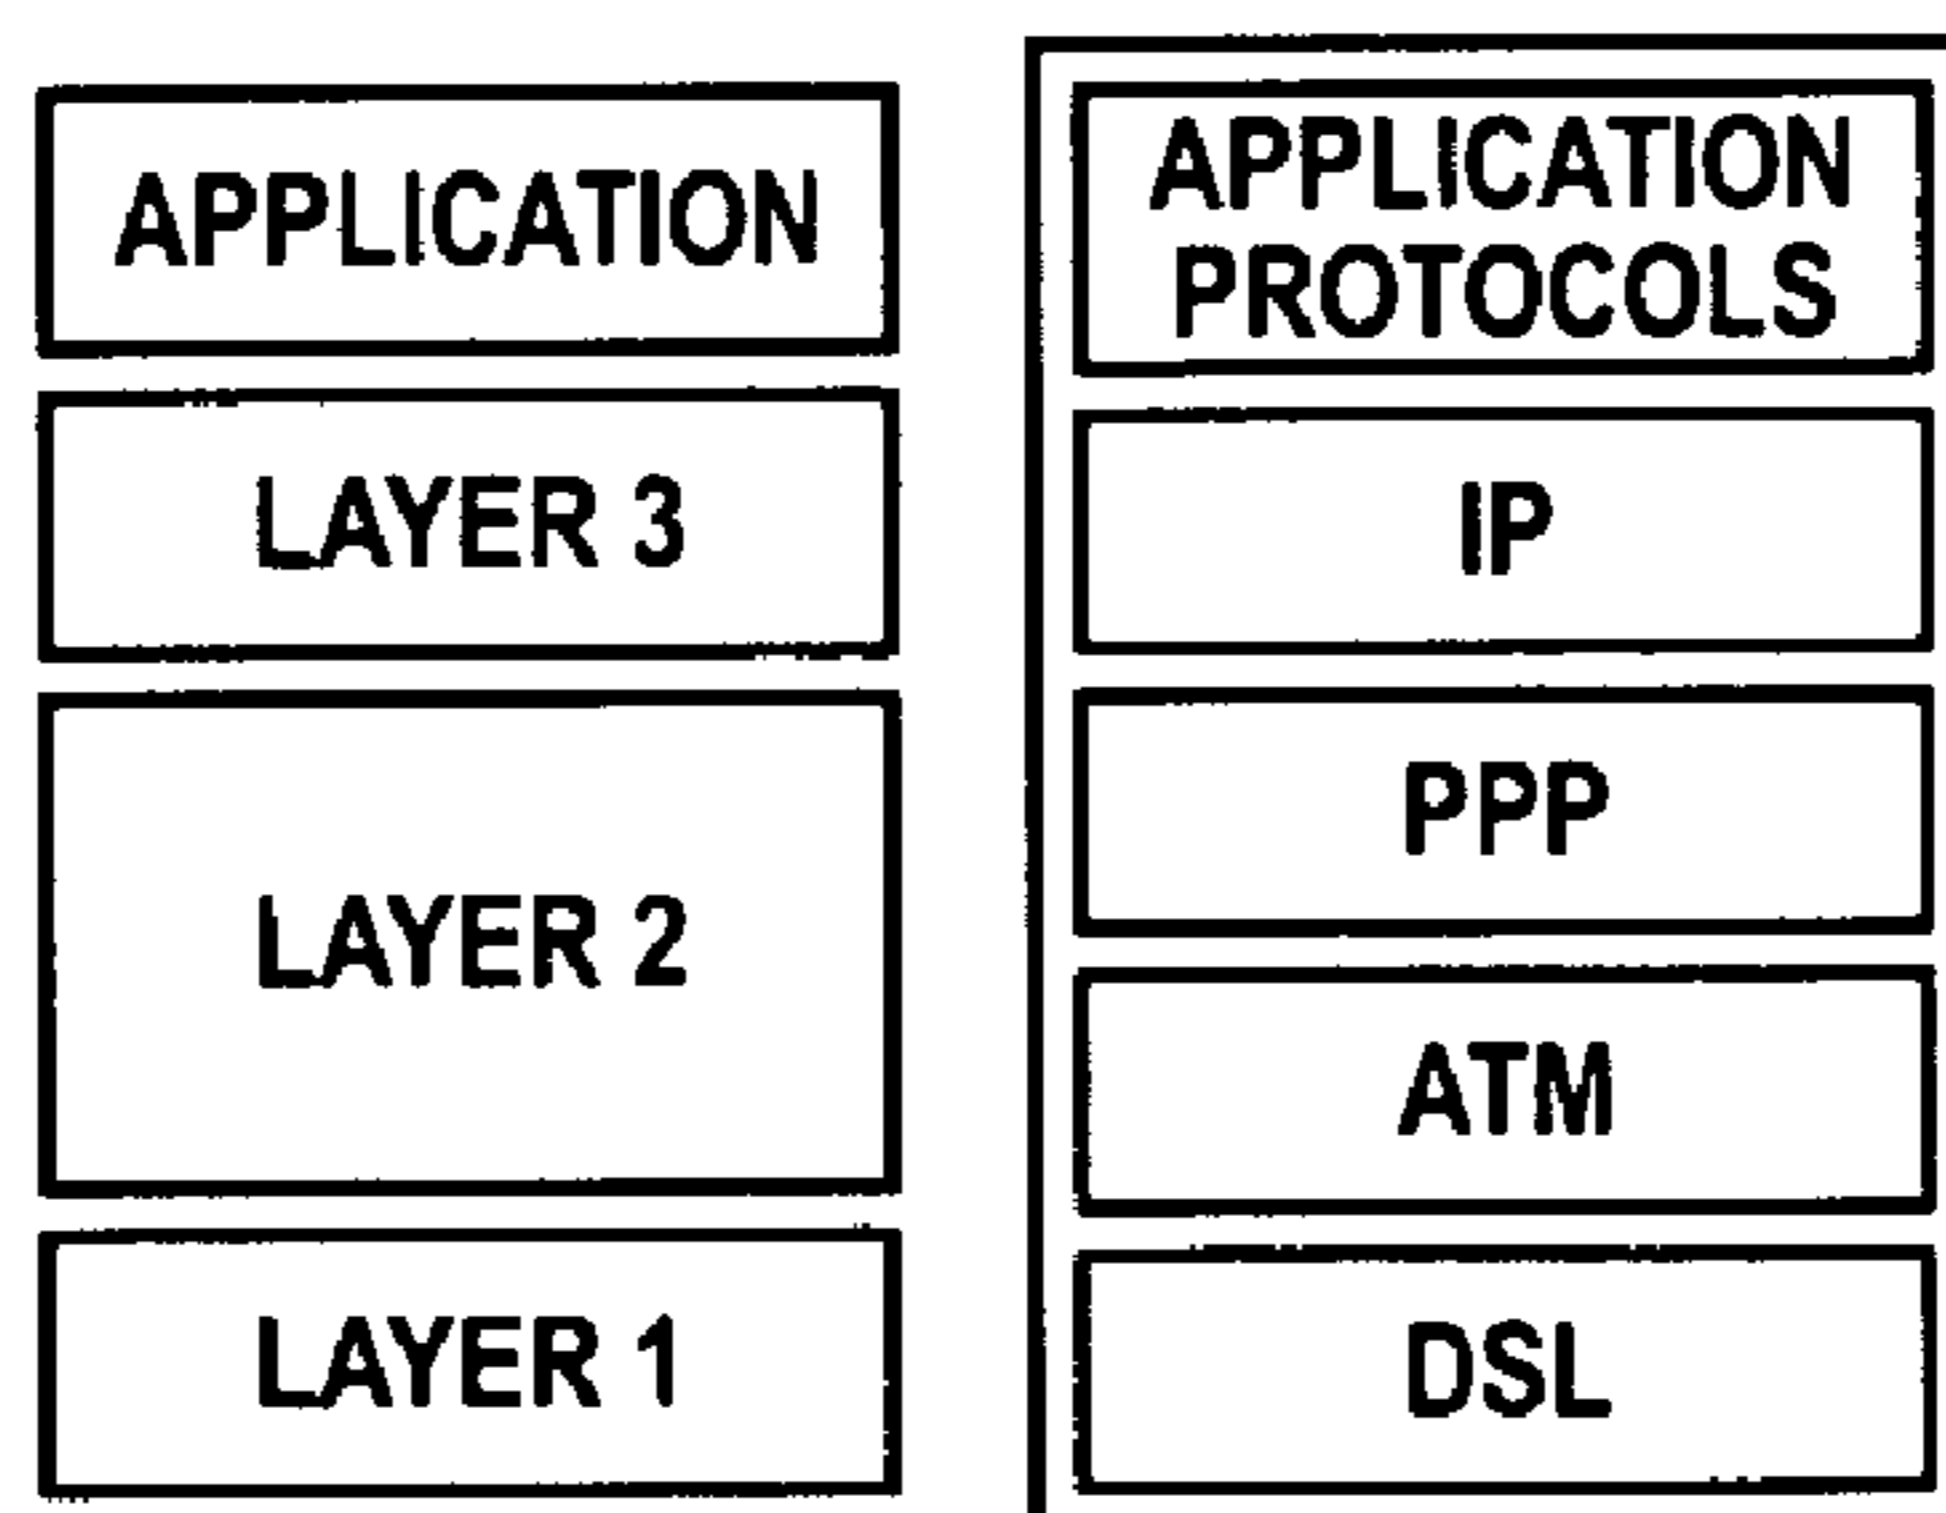 APPLICATION
LAYER 3
LAYER 2
LAYER 1
APPLICATION
PROTOCOLS
IP
PPP
ATM
DSL